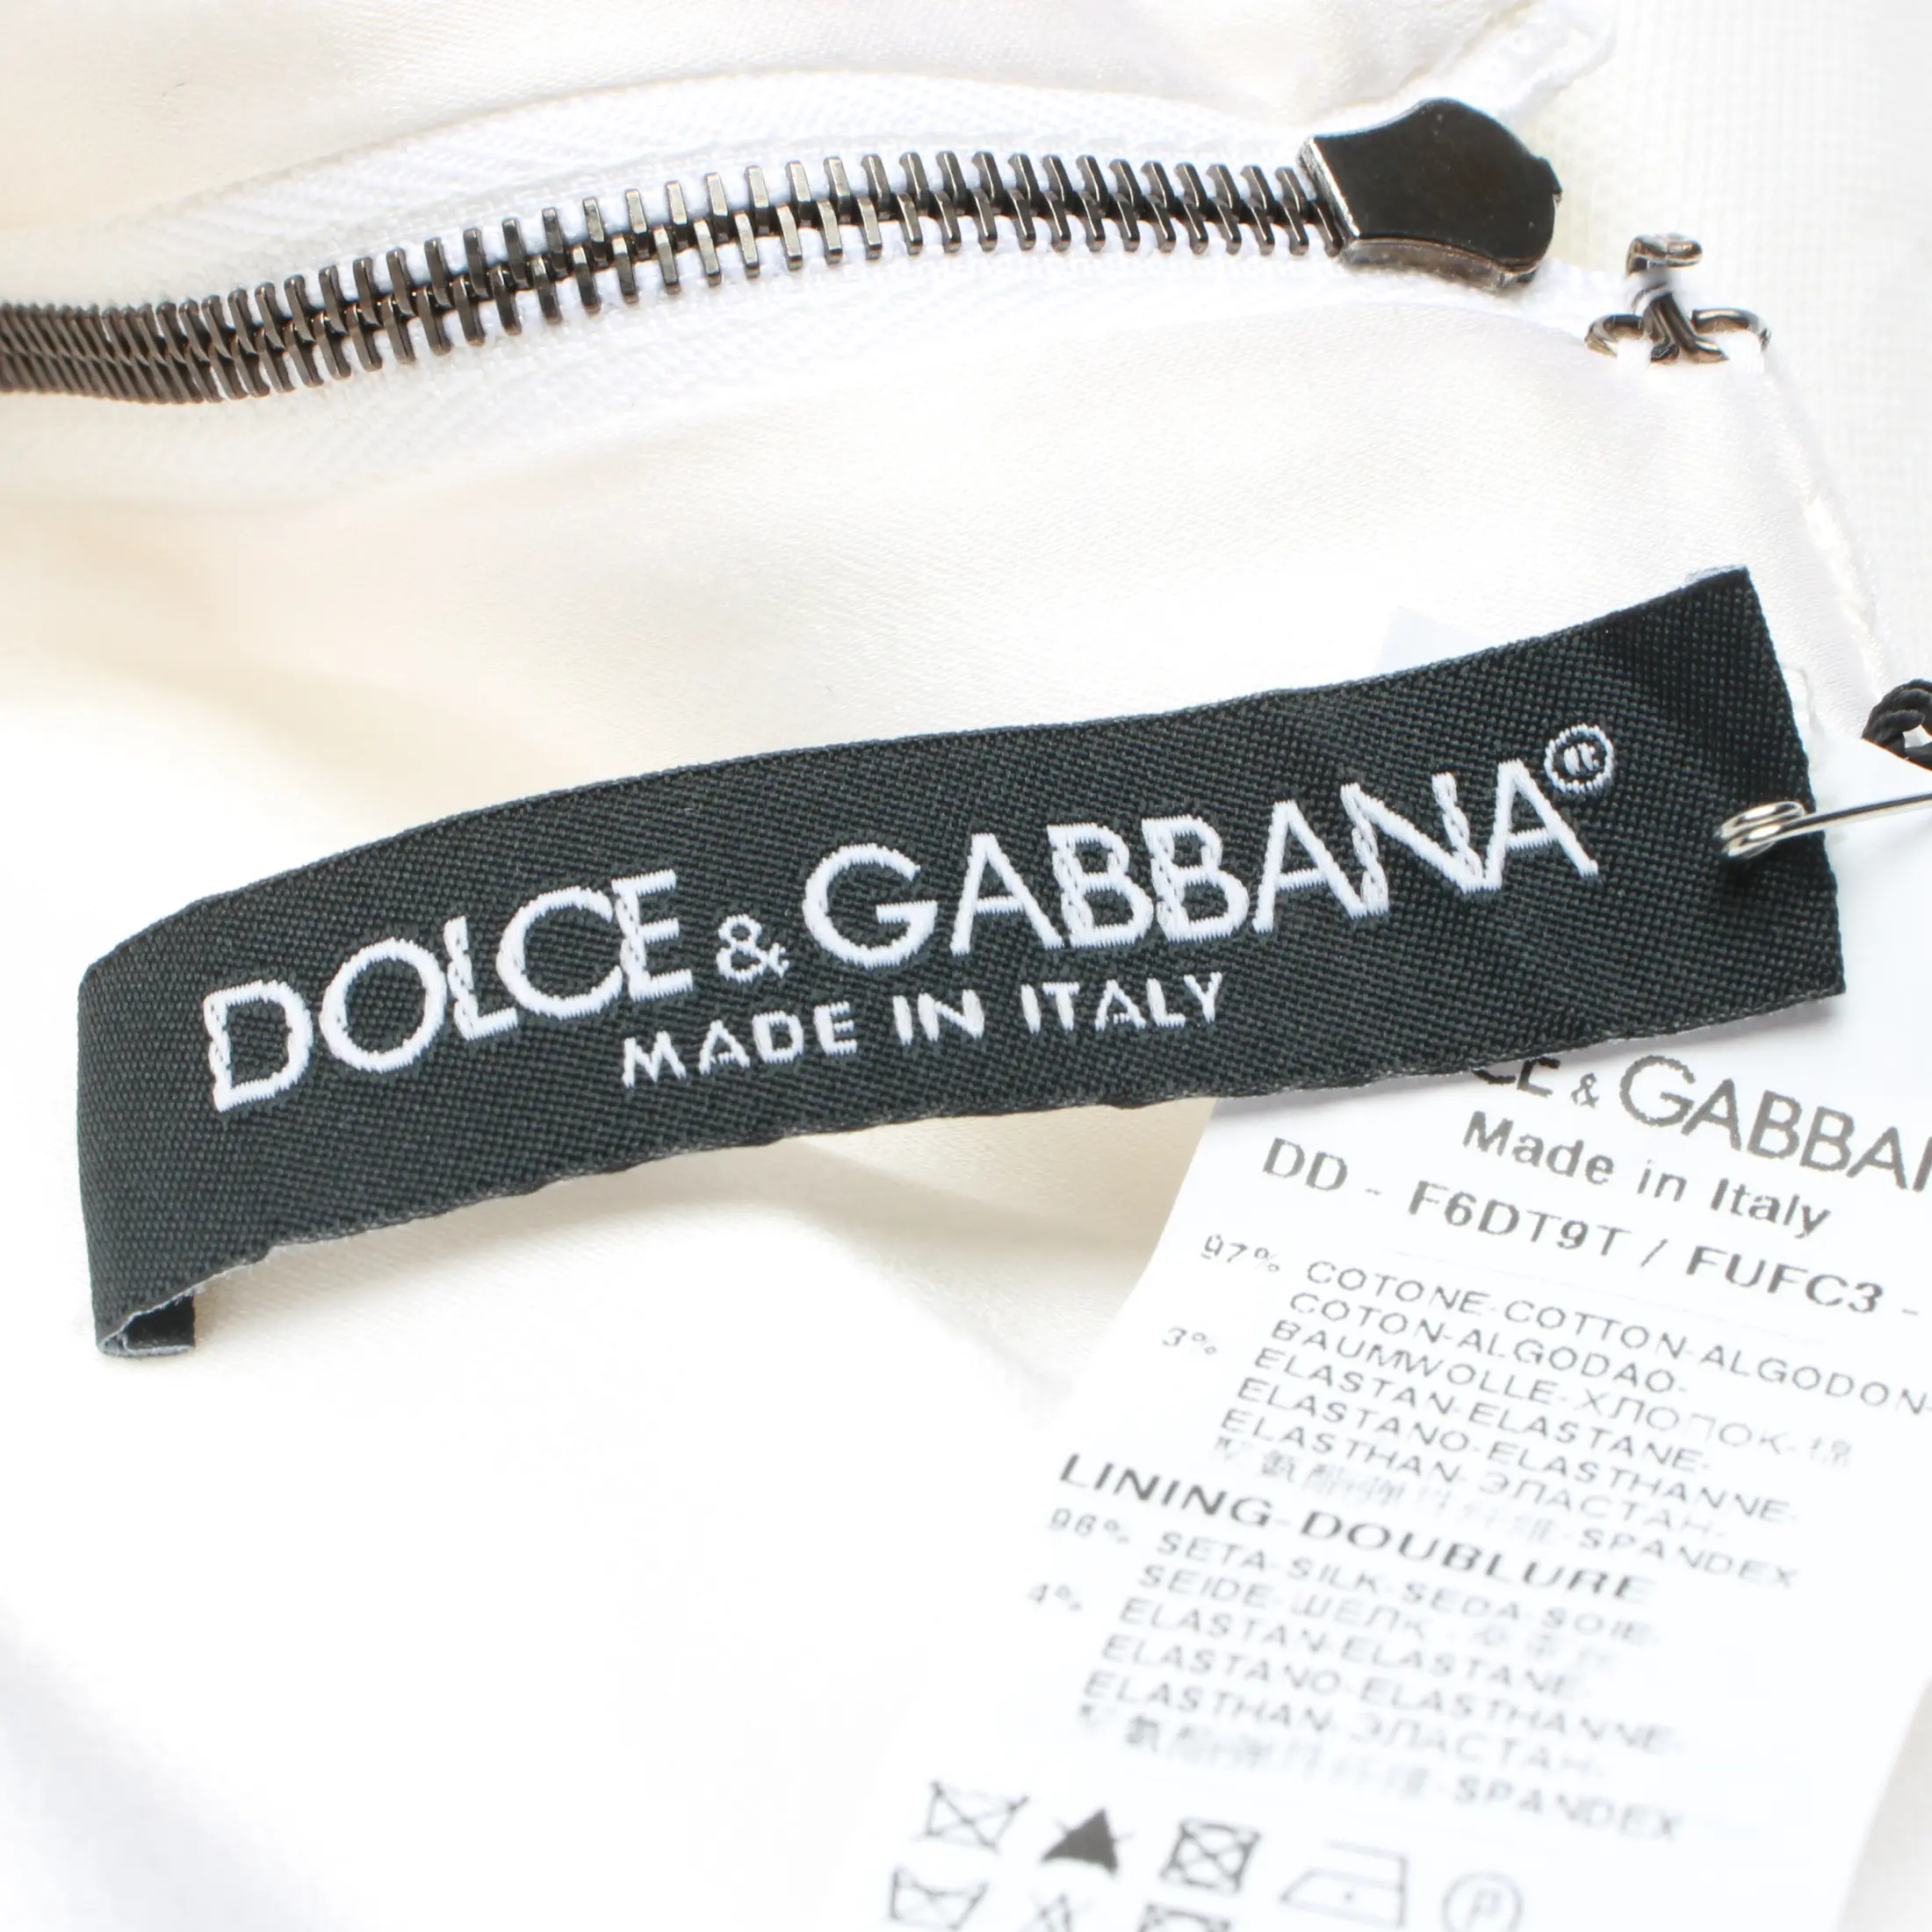 DOLCE & GABBANA®
MADE IN ITALY
& GABBA
Made in Italy
DD - F6DT9T / FUFC3 -
97% COTONE-COTTON-ALGODON-
COTON-ALGODAO-
BAUMWOLLE-ХЛОПОК-棉
3% ELASTAN-ELASTANE-
ELASTANO-ELASTHANNE-
ELASTHAN-ЭЛАСТАН-
-SPANDEX
LINING-DOUBLURE
96% SETA-SILK-SEDA-SOIE-
SEIDE-ШЕЛК-
4% ELASTAN-ELASTANE-
ELASTANO-ELASTHANNE-
ELASTHAN-ЭЛАСТАН-
-SPANDEX
P